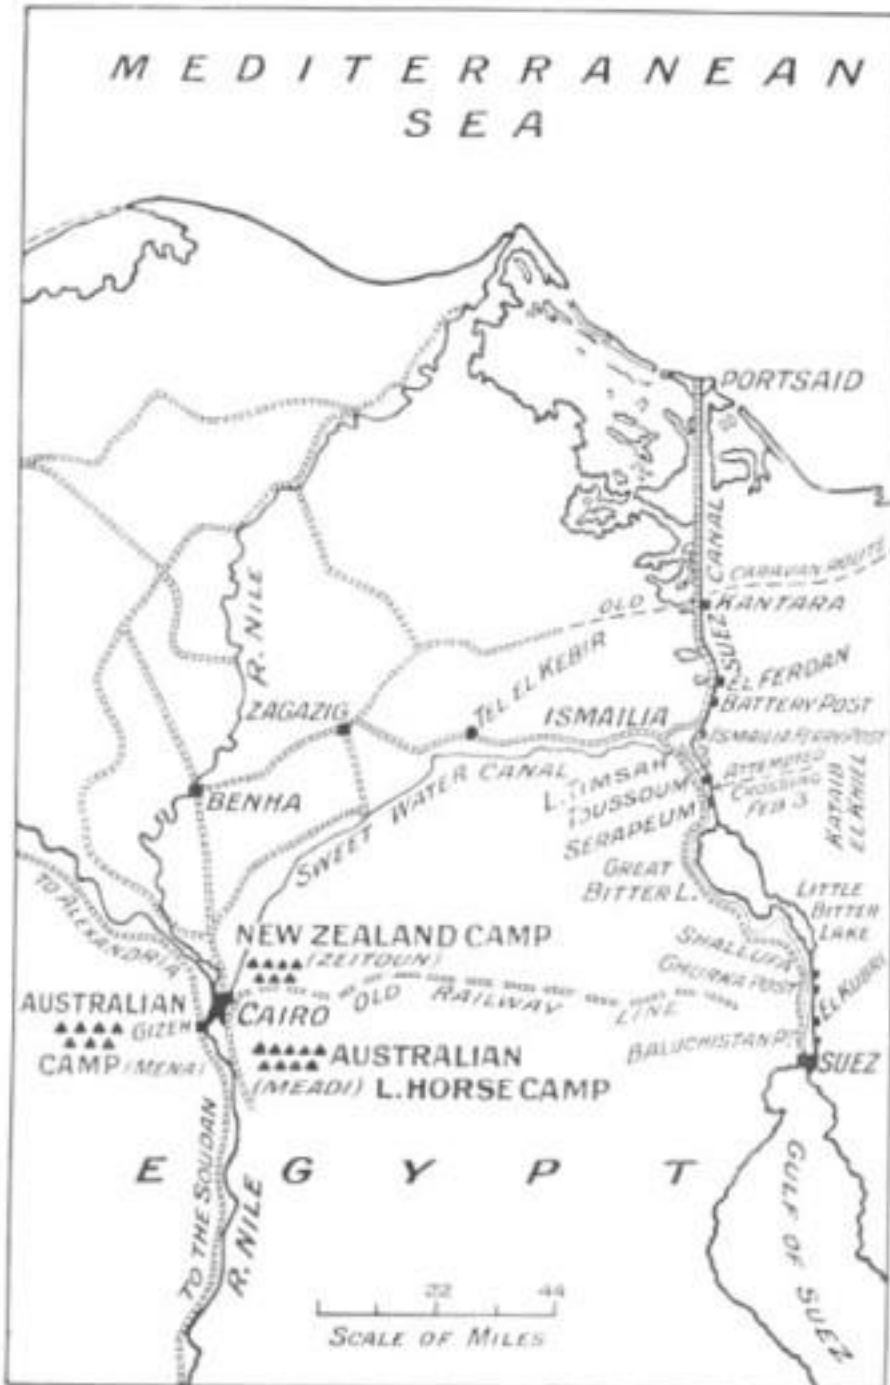 MEDITERRANEAN
SEA
PORTSAID
CANAL
CARAVAN ROUTE
OLD
KANTARA
SUEZ
R. NILE
EL FERDAN
TEL EL KEBIR
BATTERY POST
ZAGAZIG
ISMAILIA
ISMAILIA FERRY POST
L. TIMSAH
ATTEMPTED
CROSSING
FEB 3
KATAIB
EL KHILL
BENHA
SWEET WATER CANAL
TOUSSOUM
SERAPEUM
GREAT
BITTER L.
LITTLE
BITTER
LAKE
TO ALEXANDRIA
NEW ZEALAND CAMP
(ZEITOUN)
SHALLUFA
GHURKA POST
EL KUBRI
AUSTRALIAN
GIZEH
CAIRO
OLD RAILWAY LINE
CAMP (MENA)
BALUCHISTAN P.
SUEZ
AUSTRALIAN
(MEADI) L. HORSE CAMP
EGYPT
TO THE SOUDAN
R. NILE
GULF OF SUEZ
22 44
SCALE OF MILES